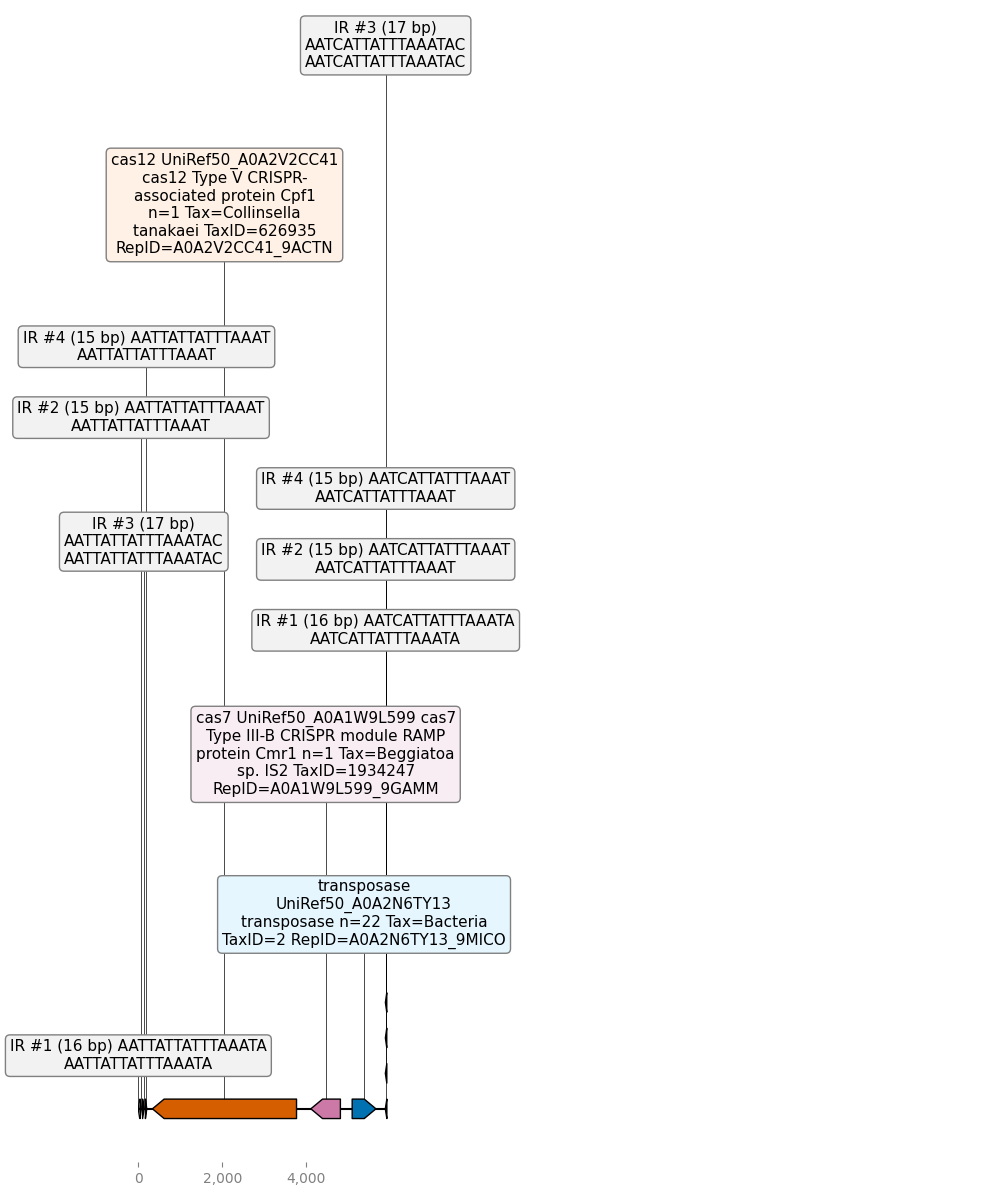 IR #3 (17 bp)
AATCATTATTTAAATAC
AATCATTATTTAAATAC
cas12 UniRef50_A0A2V2CC41
cas12 Type V CRISPR-
associated protein Cpf1
n=1 Tax=Collinsella
tanakaei TaxID=626935
RepID=A0A2V2CC41_9ACTN
IR #4 (15 bp) AATTATTATTTAAAT
AATTATTATTTAAAT
IR #2 (15 bp) AATTATTATTTAAAT
AATTATTATTTAAAT
IR #4 (15 bp) AATCATTATTTAAAT
AATCATTATTTAAAT
IR #3 (17 bp)
AATTATTATTTAAATAC
AATTATTATTTAAATAC
IR #2 (15 bp) AATCATTATTTAAAT
AATCATTATTTAAAT
IR #1 (16 bp) AATCATTATTTAAATA
AATCATTATTTAAATA
cas7 UniRef50_A0A1W9L599 cas7
Type III-B CRISPR module RAMP
protein Cmr1 n=1 Tax=Beggiatoa
sp. IS2 TaxID=1934247
RepID=A0A1W9L599_9GAMM
transposase
UniRef50_A0A2N6TY13
transposase n=22 Tax=Bacteria
TaxID=2 RepID=A0A2N6TY13_9MICO
IR #1 (16 bp) AATTATTATTTAAATA
AATTATTATTTAAATA
0 2,000 4,000